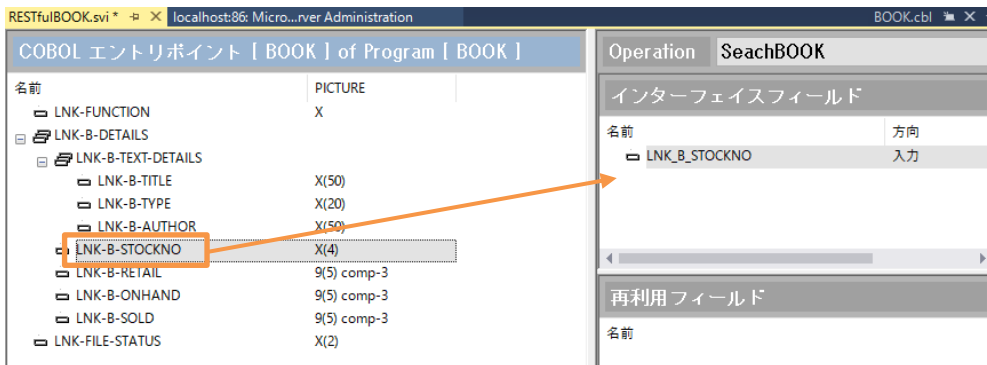 RESTfulBOOK.svi* localhost:86: Micro...rver Administration BOOK.cbl
COBOL エントリポイント [ BOOK ] of Program [ BOOK ]
名前 PICTURE
LNK-FUNCTION X
LNK-B-DETAILS
LNK-B-TEXT-DETAILS
LNK-B-TITLE X(50)
LNK-B-TYPE X(20)
LNK-B-AUTHOR X(50)
LNK-B-STOCKNO X(4)
LNK-B-RETAIL 9(5) comp-3
LNK-B-ONHAND 9(5) comp-3
LNK-B-SOLD 9(5) comp-3
LNK-FILE-STATUS X(2)
Operation SeachBOOK
インターフェイスフィールド
名前 方向
LNK_B_STOCKNO 入力
再利用フィールド
名前